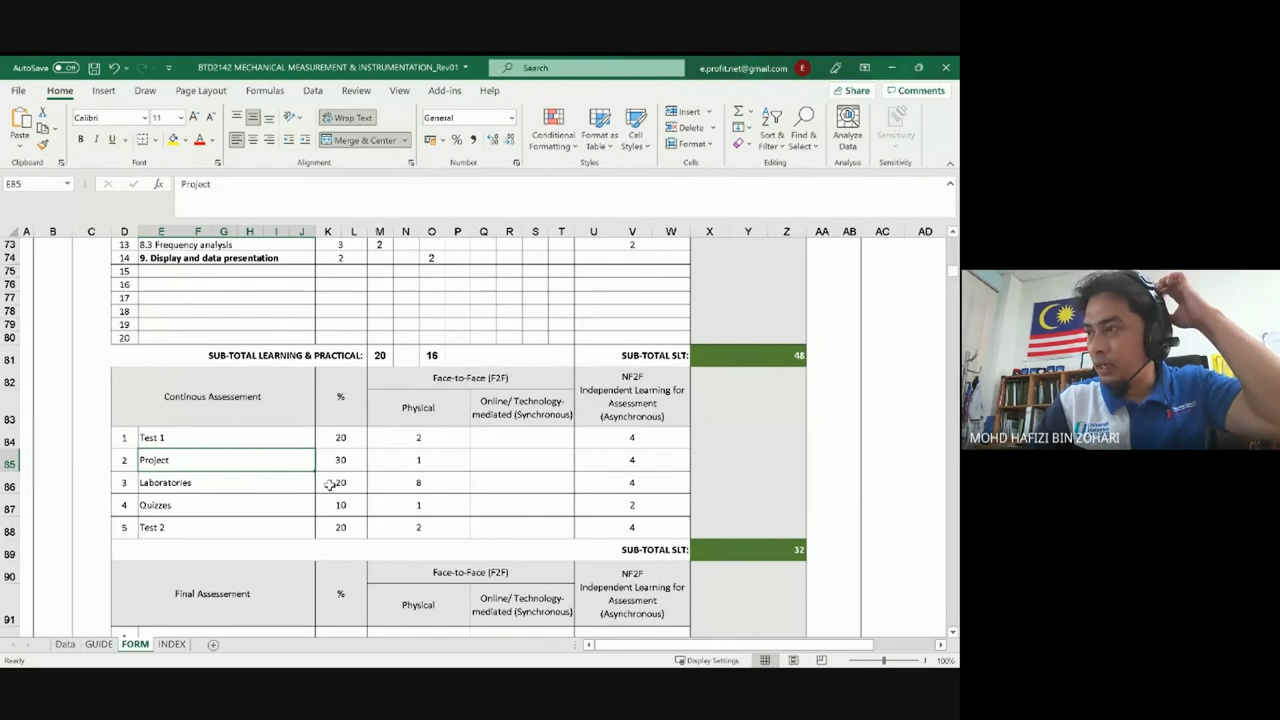 AutoSave Off BTD2142 MECHANICAL MEASUREMENT & INSTRUMENTATION_Rev01 Search e.profit.net@gmail.com E
File Home Insert Draw Page Layout Formulas Data Review View Add-ins Help Share Comments
Paste Calibri 11 A A Wrap Text General Conditional Formatting Format as Table Cell Styles Insert Sort & Filter Find & Select Analyze Data Sensitivity
B I U A Merge & Center % Delete
Format
Clipboard Font Alignment Number Styles Cells Editing Analysis Sensitivity
E85 fx Project
A B C D E F G H I J K L M N O P Q R S T U V W X Y Z AA AB AC AD
73 13 8.3 Frequency analysis 3 2 2
74 14 9. Display and data presentation 2 2
75 15
76 16
77 17
78 18
79 19
80 20
81 SUB-TOTAL LEARNING & PRACTICAL: 20 16 SUB-TOTAL SLT: 48
82 Face-to-Face (F2F) NF2F
Continous Assessement % Physical Online/ Technology-mediated (Synchronous) Independent Learning for Assessment (Asynchronous)
83
84 1 Test 1 20 2 4
85 2 Project 30 1 4
86 3 Laboratories 20 8 4
87 4 Quizzes 10 1 2
88 5 Test 2 20 2 4
89 SUB-TOTAL SLT: 32
90 Face-to-Face (F2F) NF2F
Final Assessement % Physical Online/ Technology-mediated (Synchronous) Independent Learning for Assessment (Asynchronous)
91
Data GUIDE FORM INDEX
Ready Display Settings 100%
MOHD HAFIZI BIN ZOHARI